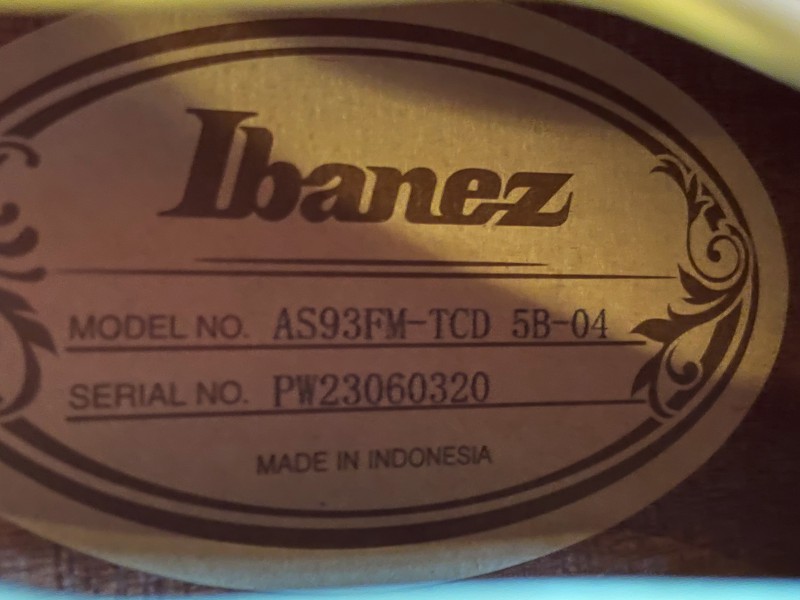 Ibanez
MODEL NO. AS93FM-TCD 5B-04
SERIAL NO. PW23060320
MADE IN INDONESIA